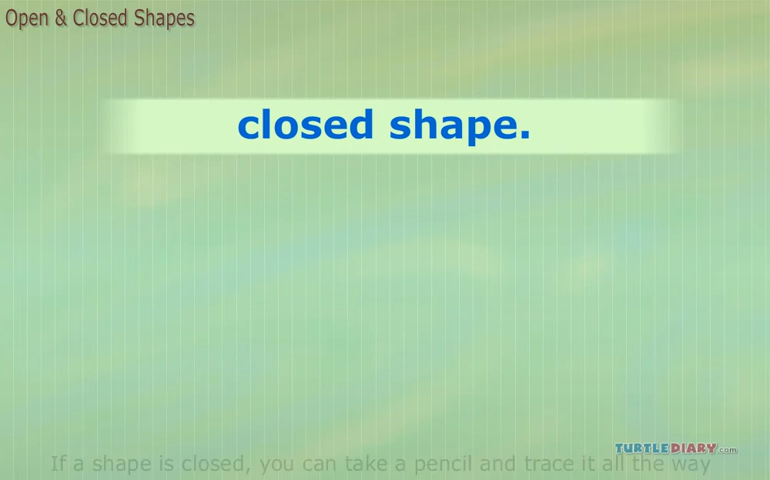 Open & Closed Shapes
closed shape.
TURTLEDIARY.com
If a shape is closed, you can take a pencil and trace it all the way